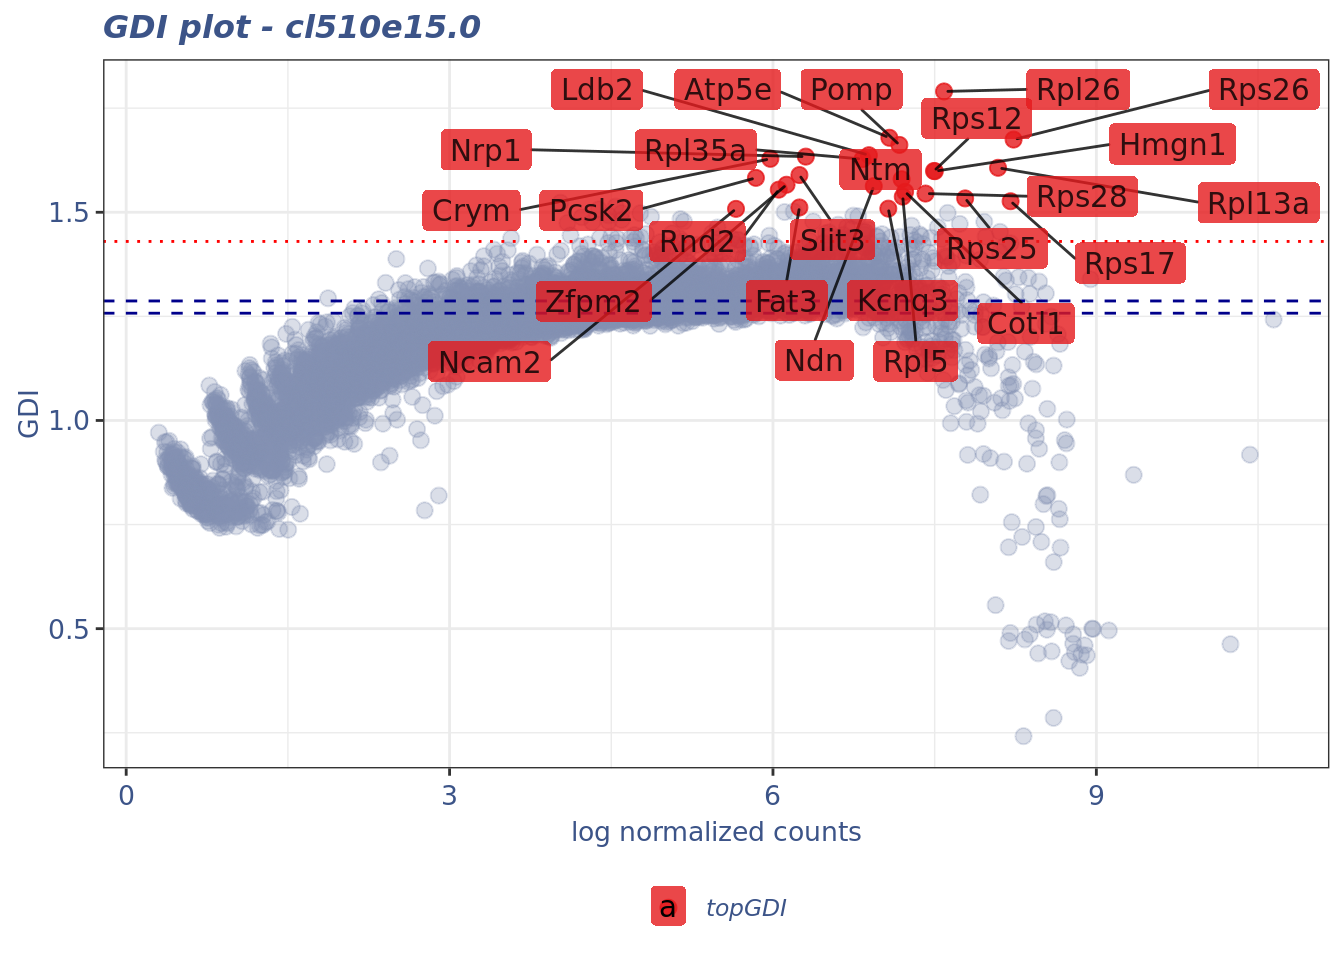 GDI plot - cl510e15.0
Ldb2
Atp5e
Pomp
Rpl26
Rps26
Rps12
Nrp1
Rpl35a
Hmgn1
Ntm
Crym
Pcsk2
Rps28
Rpl13a
Rnd2
Slit3
Rps25
Rps17
Zfpm2
Fat3
Kcnq3
Cotl1
Ncam2
Ndn
Rpl5
GDI
1.5
1.0
0.5
0
3
6
9
log normalized counts
a
topGDI